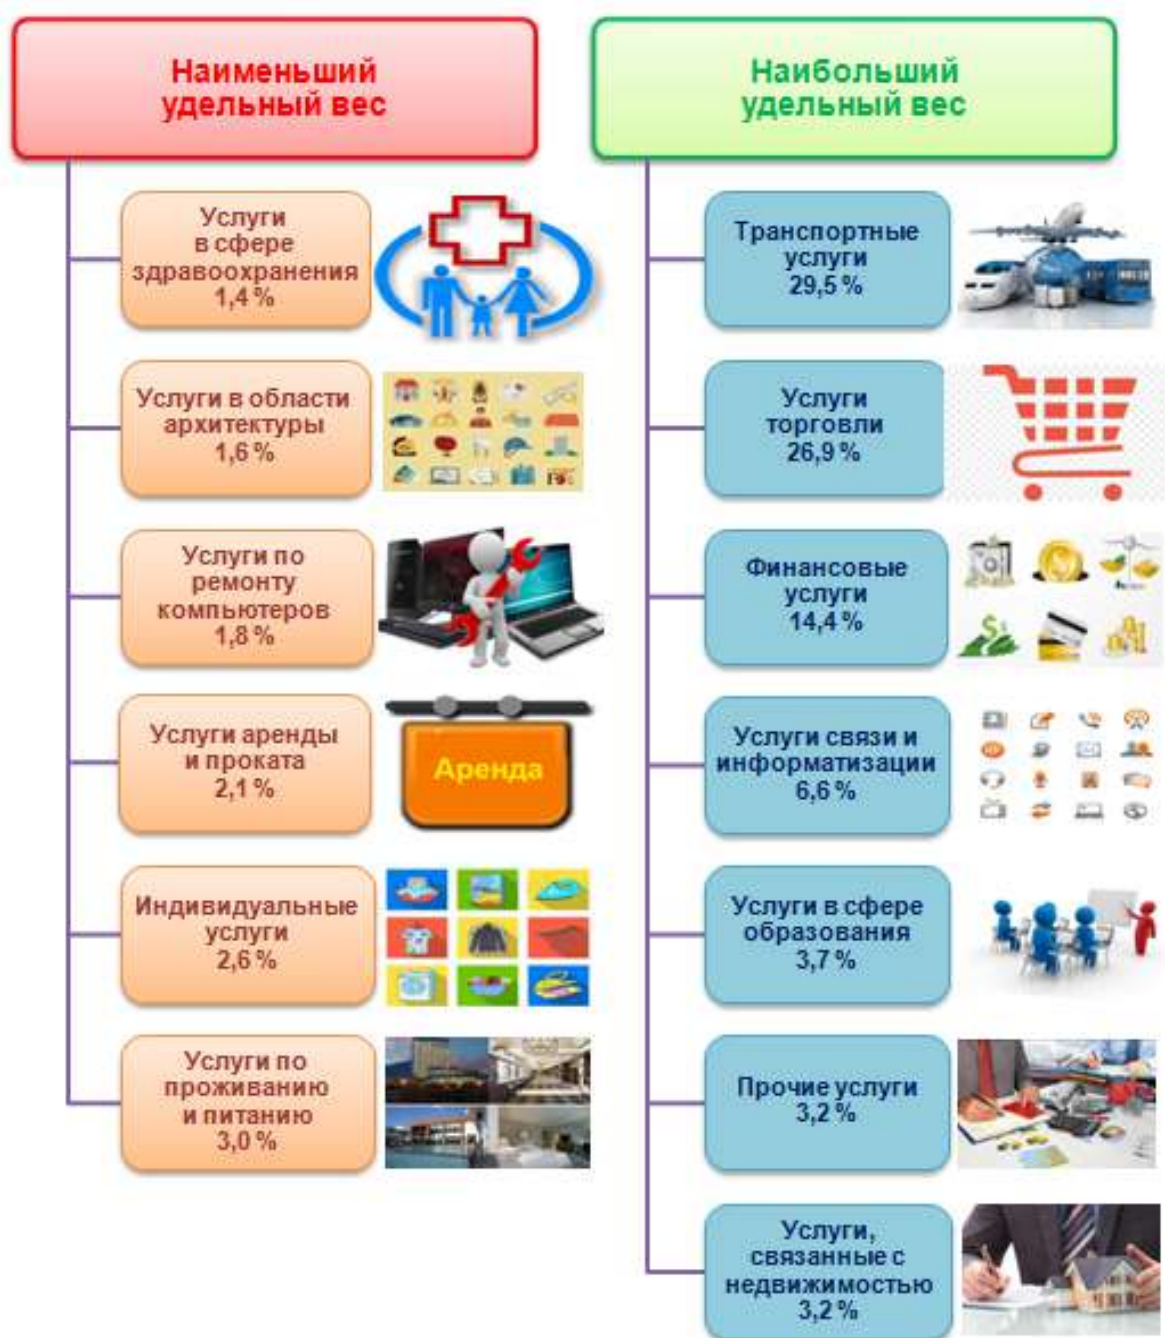 Наименьший
удельный вес
Услуги
в сфере
здравоохранения
1,4 %
Услуги в области
архитектуры
1,6 %
Услуги по
ремонту
компьютеров
1,8 %
Услуги аренды
и проката
2,1 %
Аренда
Индивидуальные
услуги
2,6 %
Услуги по
проживанию
и питанию
3,0 %
Наибольший
удельный вес
Транспортные
услуги
29,5 %
Услуги
торговли
26,9 %
Финансовые
услуги
14,4 %
Услуги связи и
информатизации
6,6 %
Услуги в сфере
образования
3,7 %
Прочие услуги
3,2 %
Услуги,
связанные с
недвижимостью
3,2 %